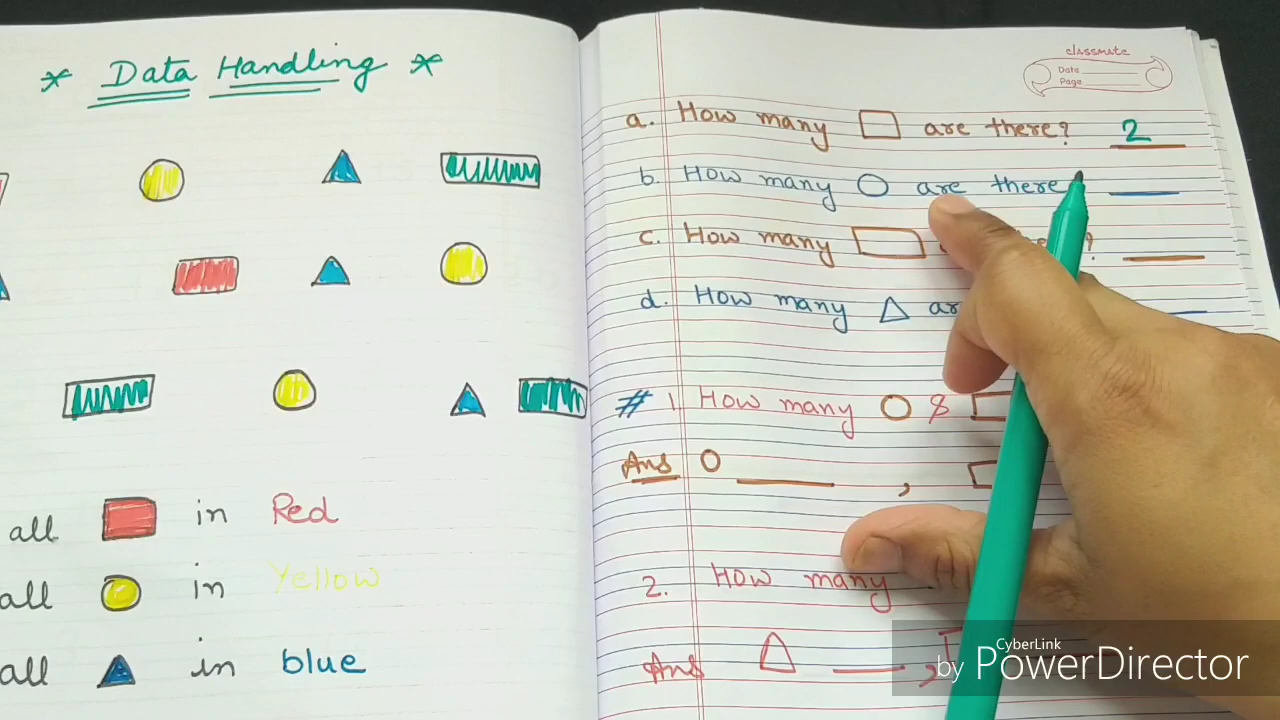 * Data Handling *
all in Red
all in Yellow
all in blue
classmate
Date
Page
a. How many are there? 2
b. How many are there
c. How many ?
d. How many
# 1 How many &
Ans ,
2. How many
Ans ,
CyberLink
by PowerDirector